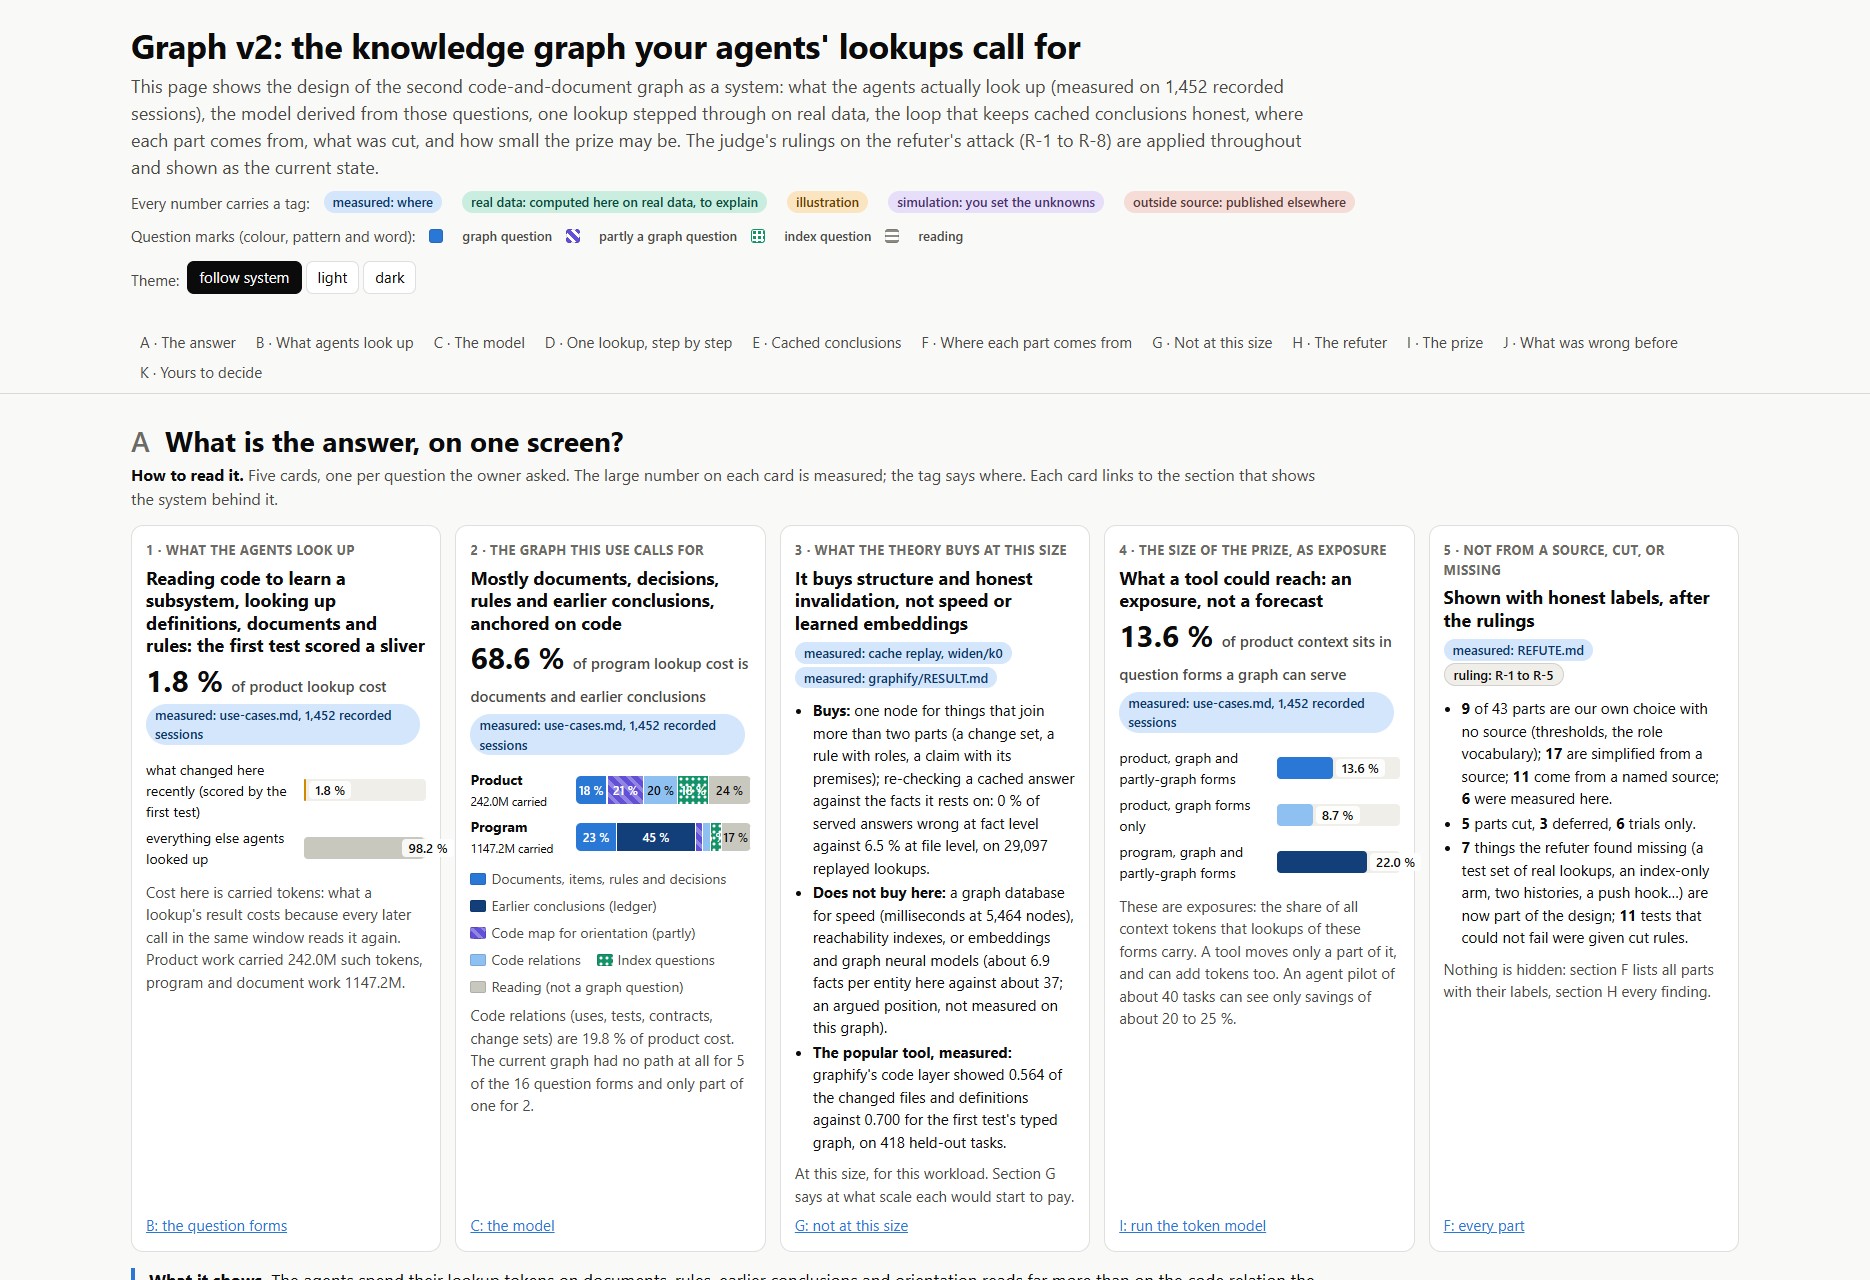 Graph v2: the knowledge graph your agents' lookups call for
This page shows the design of the second code-and-document graph as a system: what the agents actually look up (measured on 1,452 recorded
sessions), the model derived from those questions, one lookup stepped through on real data, the loop that keeps cached conclusions honest, where
each part comes from, what was cut, and how small the prize may be. The judge's rulings on the refuter's attack (R-1 to R-8) are applied throughout
and shown as the current state.
Every number carries a tag: measured: where real data: computed here on real data, to explain illustration simulation: you set the unknowns outside source: published elsewhere
Question marks (colour, pattern and word): graph question partly a graph question index question reading
Theme: follow system light dark
A · The answer B · What agents look up C · The model D · One lookup, step by step E · Cached conclusions F · Where each part comes from G · Not at this size H · The refuter I · The prize J · What was wrong before
K · Yours to decide
A What is the answer, on one screen?
How to read it. Five cards, one per question the owner asked. The large number on each card is measured; the tag says where. Each card links to the section that shows
the system behind it.
1 · WHAT THE AGENTS LOOK UP
Reading code to learn a
subsystem, looking up
definitions, documents and
rules: the first test scored a sliver
1.8 % of product lookup cost
measured: use-cases.md, 1,452 recorded
sessions
what changed here
recently (scored by the
first test)
1.8 %
everything else agents
looked up
98.2 %
Cost here is carried tokens: what a
lookup's result costs because every later
call in the same window reads it again.
Product work carried 242.0M such tokens,
program and document work 1147.2M.
B: the question forms
2 · THE GRAPH THIS USE CALLS FOR
Mostly documents, decisions,
rules and earlier conclusions,
anchored on code
68.6 % of program lookup cost is
documents and earlier conclusions
measured: use-cases.md, 1,452 recorded
sessions
Product
242.0M carried
18 % 21 % 20 % 24 %
Program
1147.2M carried
23 % 45 % 17 %
Documents, items, rules and decisions
Earlier conclusions (ledger)
Code map for orientation (partly)
Code relations Index questions
Reading (not a graph question)
Code relations (uses, tests, contracts,
change sets) are 19.8 % of product cost.
The current graph had no path at all for 5
of the 16 question forms and only part of
one for 2.
C: the model
3 · WHAT THE THEORY BUYS AT THIS SIZE
It buys structure and honest
invalidation, not speed or
learned embeddings
measured: cache replay, widen/k0
measured: graphify/RESULT.md
• Buys: one node for things that join
more than two parts (a change set, a
rule with roles, a claim with its
premises); re-checking a cached answer
against the facts it rests on: 0 % of
served answers wrong at fact level
against 6.5 % at file level, on 29,097
replayed lookups.
• Does not buy here: a graph database
for speed (milliseconds at 5,464 nodes),
reachability indexes, or embeddings
and graph neural models (about 6.9
facts per entity here against about 37;
an argued position, not measured on
this graph).
• The popular tool, measured:
graphify's code layer showed 0.564 of
the changed files and definitions
against 0.700 for the first test's typed
graph, on 418 held-out tasks.
At this size, for this workload. Section G
says at what scale each would start to pay.
G: not at this size
4 · THE SIZE OF THE PRIZE, AS EXPOSURE
What a tool could reach: an
exposure, not a forecast
13.6 % of product context sits in
question forms a graph can serve
measured: use-cases.md, 1,452 recorded
sessions
product, graph and
partly-graph forms
13.6 %
product, graph forms
only
8.7 %
program, graph and
partly-graph forms
22.0 %
These are exposures: the share of all
context tokens that lookups of these
forms carry. A tool moves only a part of it,
and can add tokens too. An agent pilot of
about 40 tasks can see only savings of
about 20 to 25 %.
I: run the token model
5 · NOT FROM A SOURCE, CUT, OR
MISSING
Shown with honest labels, after
the rulings
measured: REFUTE.md
ruling: R-1 to R-5
• 9 of 43 parts are our own choice with
no source (thresholds, the role
vocabulary); 17 are simplified from a
source; 11 come from a named source;
6 were measured here.
• 5 parts cut, 3 deferred, 6 trials only.
• 7 things the refuter found missing (a
test set of real lookups, an index-only
arm, two histories, a push hook...) are
now part of the design; 11 tests that
could not fail were given cut rules.
Nothing is hidden: section F lists all parts
with their labels, section H every finding.
F: every part
What it shows. The agents spend their lookup tokens on documents, rules, earlier conclusions and orientation reads far more than on the code relation the